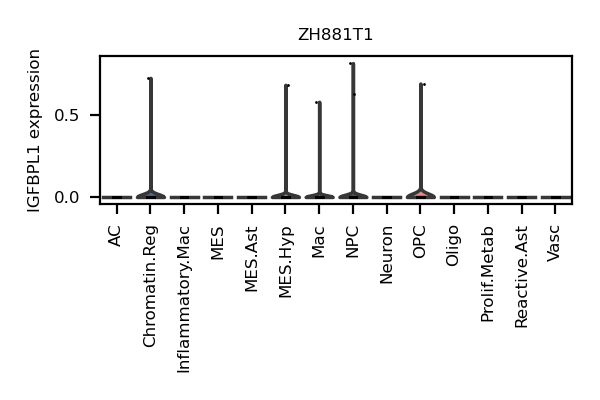 ZH881T1
IGFBPL1 expression
0.5
0.0
AC
Chromatin.Reg
Inflammatory.Mac
MES
MES.Ast
MES.Hyp
Mac
NPC
Neuron
OPC
Oligo
Prolif.Metab
Reactive.Ast
Vasc